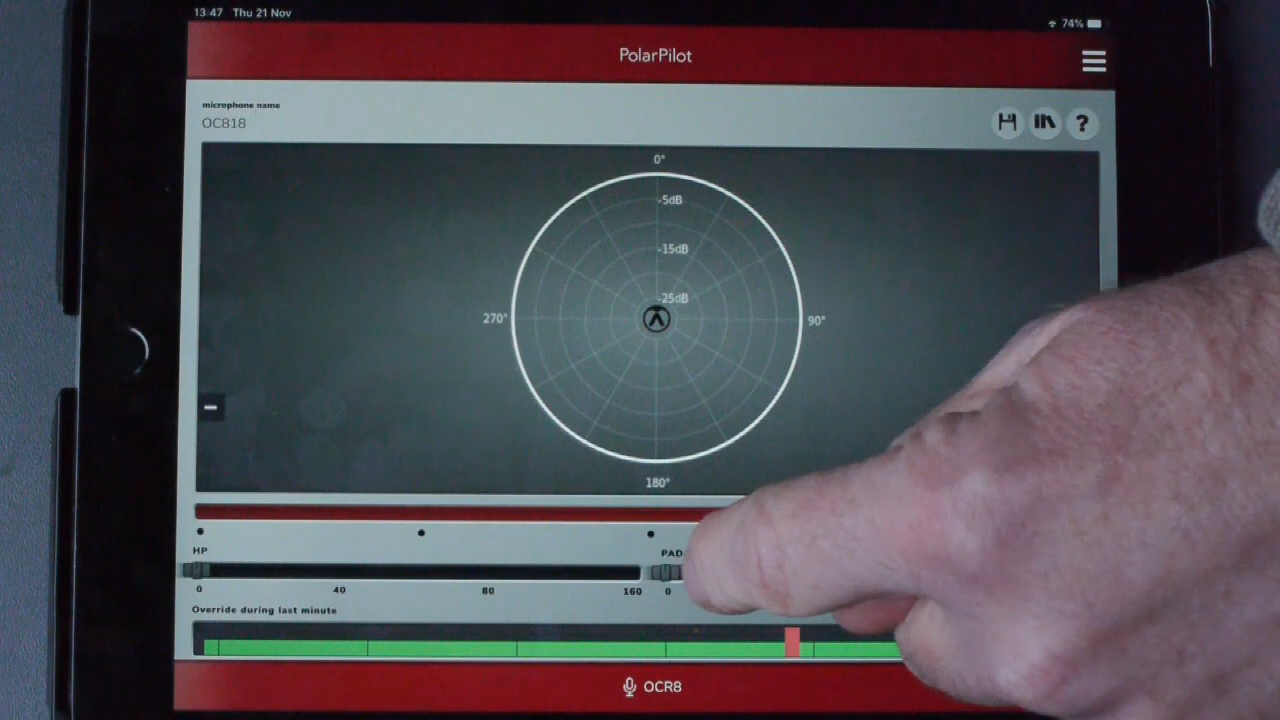 13:47 Thu 21 Nov
74%
PolarPilot
microphone name
OC818
?
0°
-5dB
-15dB
-25dB
270°
90°
180°
HP
PAD
0 40 80 160 0
Override during last minute
OCR8